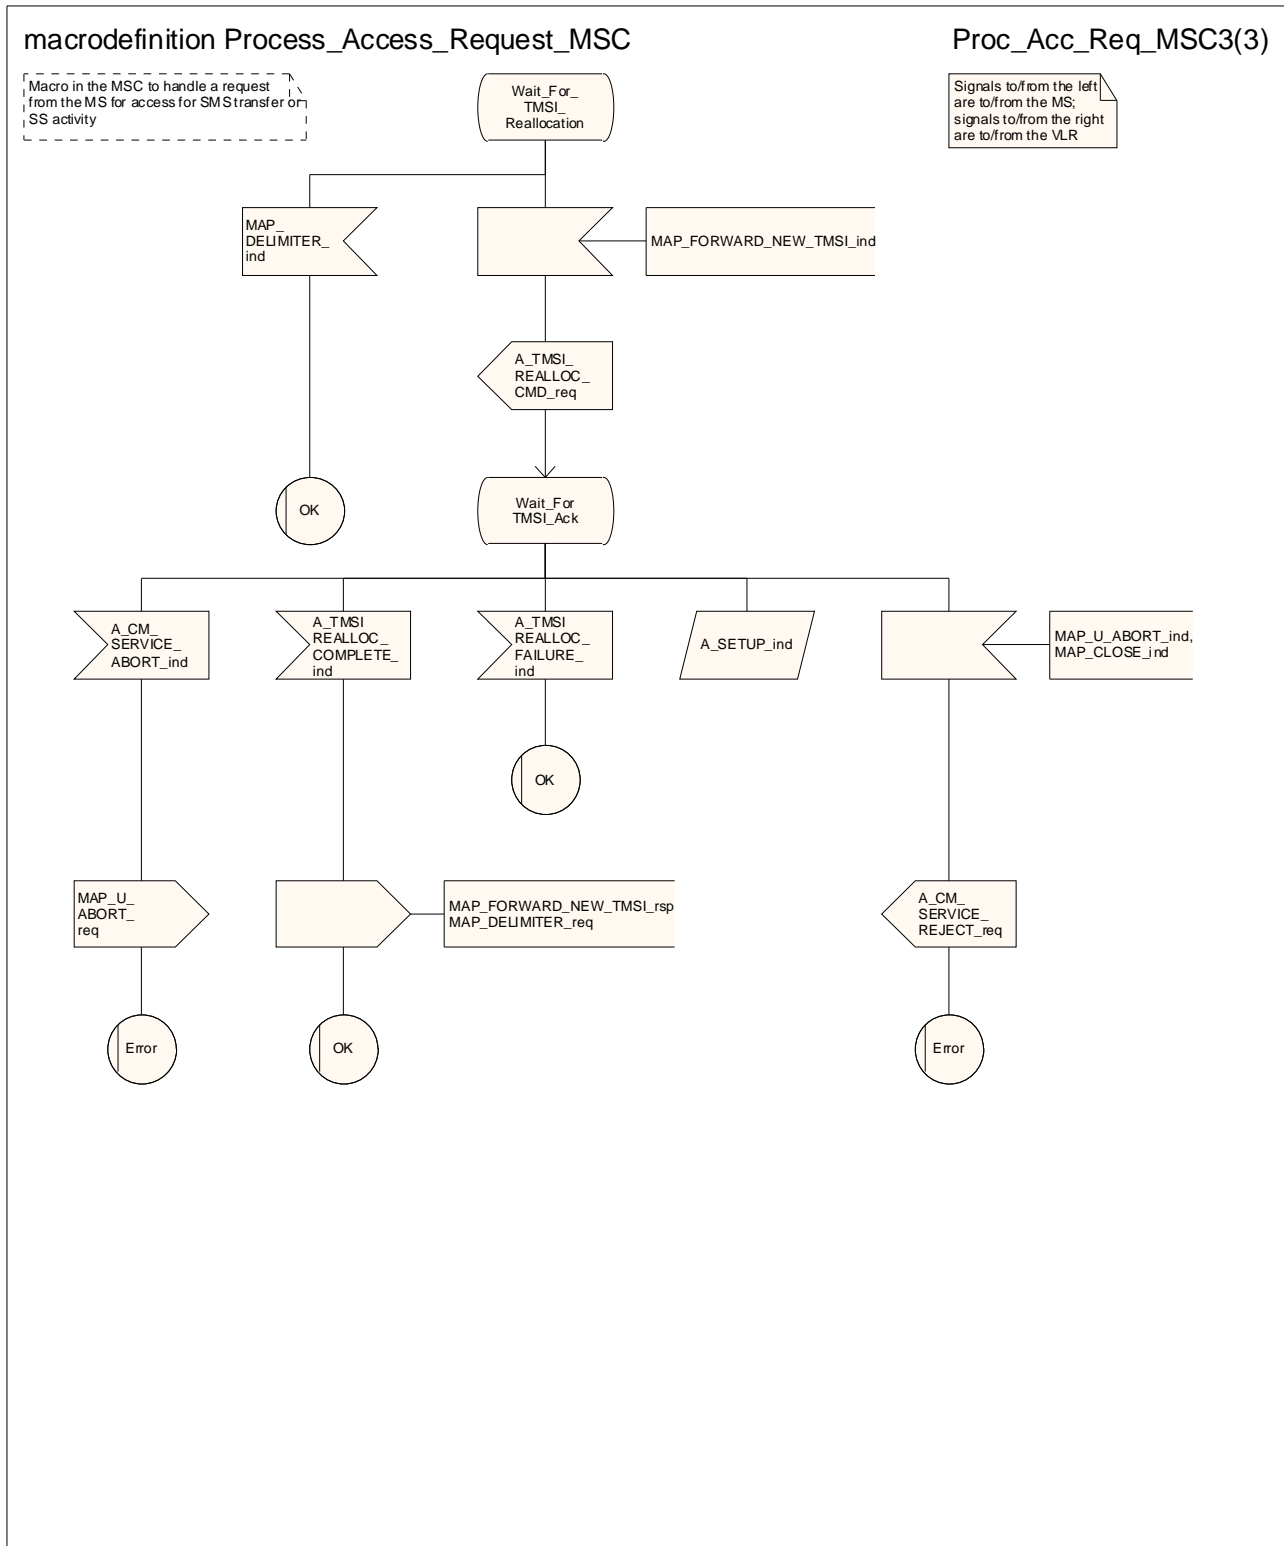 macrodefinition Process_Access_Request_MSC
Proc_Acc_Req_MSC3(3)
Macro in the MSC to handle a request
from the MS for access for SMS transfer or
SS activity
Wait_For_
TMSI_
Reallocation
Signals to/from the left
are to/from the MS;
signals to/from the right
are to/from the VLR
MAP_
DELIMITER_
ind
MAP_FORWARD_NEW_TMSI_ind
A_TMSI_
REALLOC_
CMD_req
OK
Wait_For
TMSI_Ack
A_CM_
SERVICE_
ABORT_ind
A_TMSI
REALLOC_
COMPLETE_
ind
A_TMSI
REALLOC_
FAILURE_
ind
A_SETUP_ind
MAP_U_ABORT_ind,
MAP_CLOSE_ind
OK
MAP_U_
ABORT_
req
MAP_FORWARD_NEW_TMSI_rsp
MAP_DELIMITER_req
A_CM_
SERVICE_
REJECT_req
Error
OK
Error